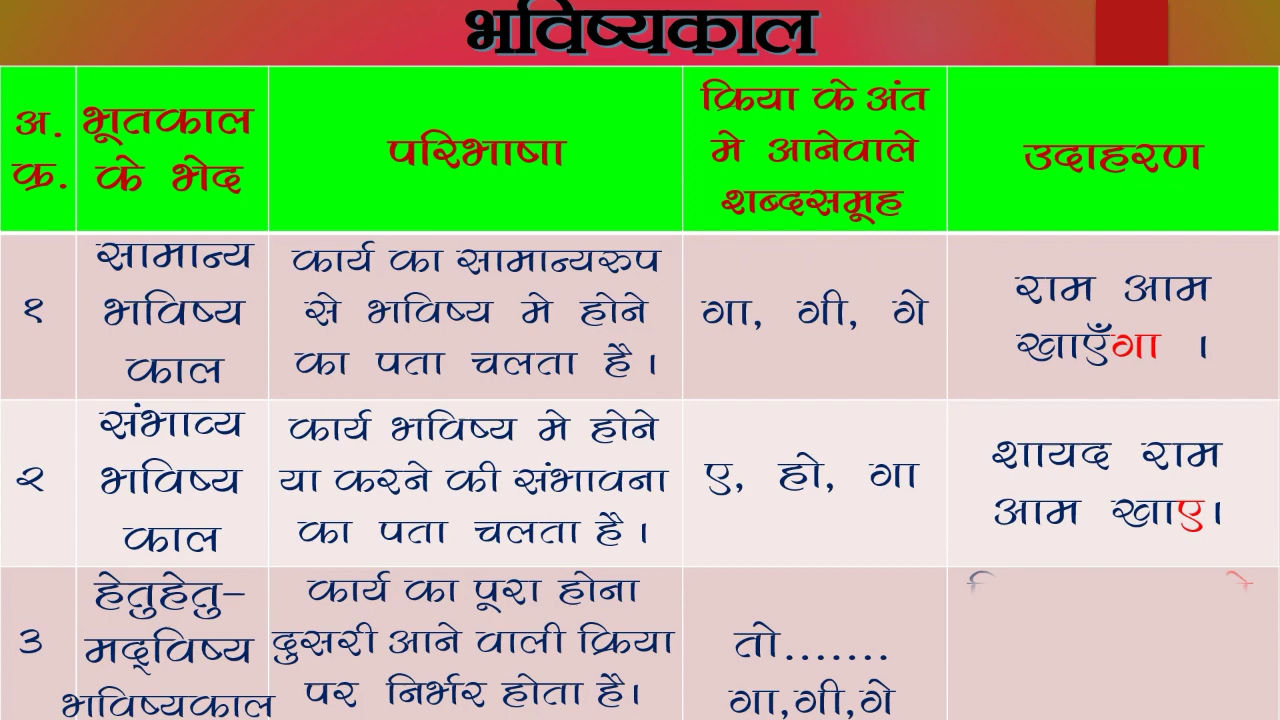 भविष्यकाल
अ. क्र.
भूतकाल के भेद
परिभाषा
क्रिया के अंत मे आनेवाले शब्दसमूह
उदाहरण
१
सामान्य
भविष्य
काल
कार्य का सामान्यरुप
से भविष्य मे होने
का पता चलता है।
गा, गी, गे
राम आम
खाएँगा ।
२
संभाव्य
भविष्य
काल
कार्य भविष्य मे होने
या करने की संभावना
का पता चलता है।
ए, हो, गा
शायद राम
आम खाए।
३
हेतुहेतु-
मद्विष्य
भविष्यकाल
कार्य का पूरा होना
दुसरी आने वाली क्रिया
पर निर्भर होता है।
तो.......
गा,गी,गे